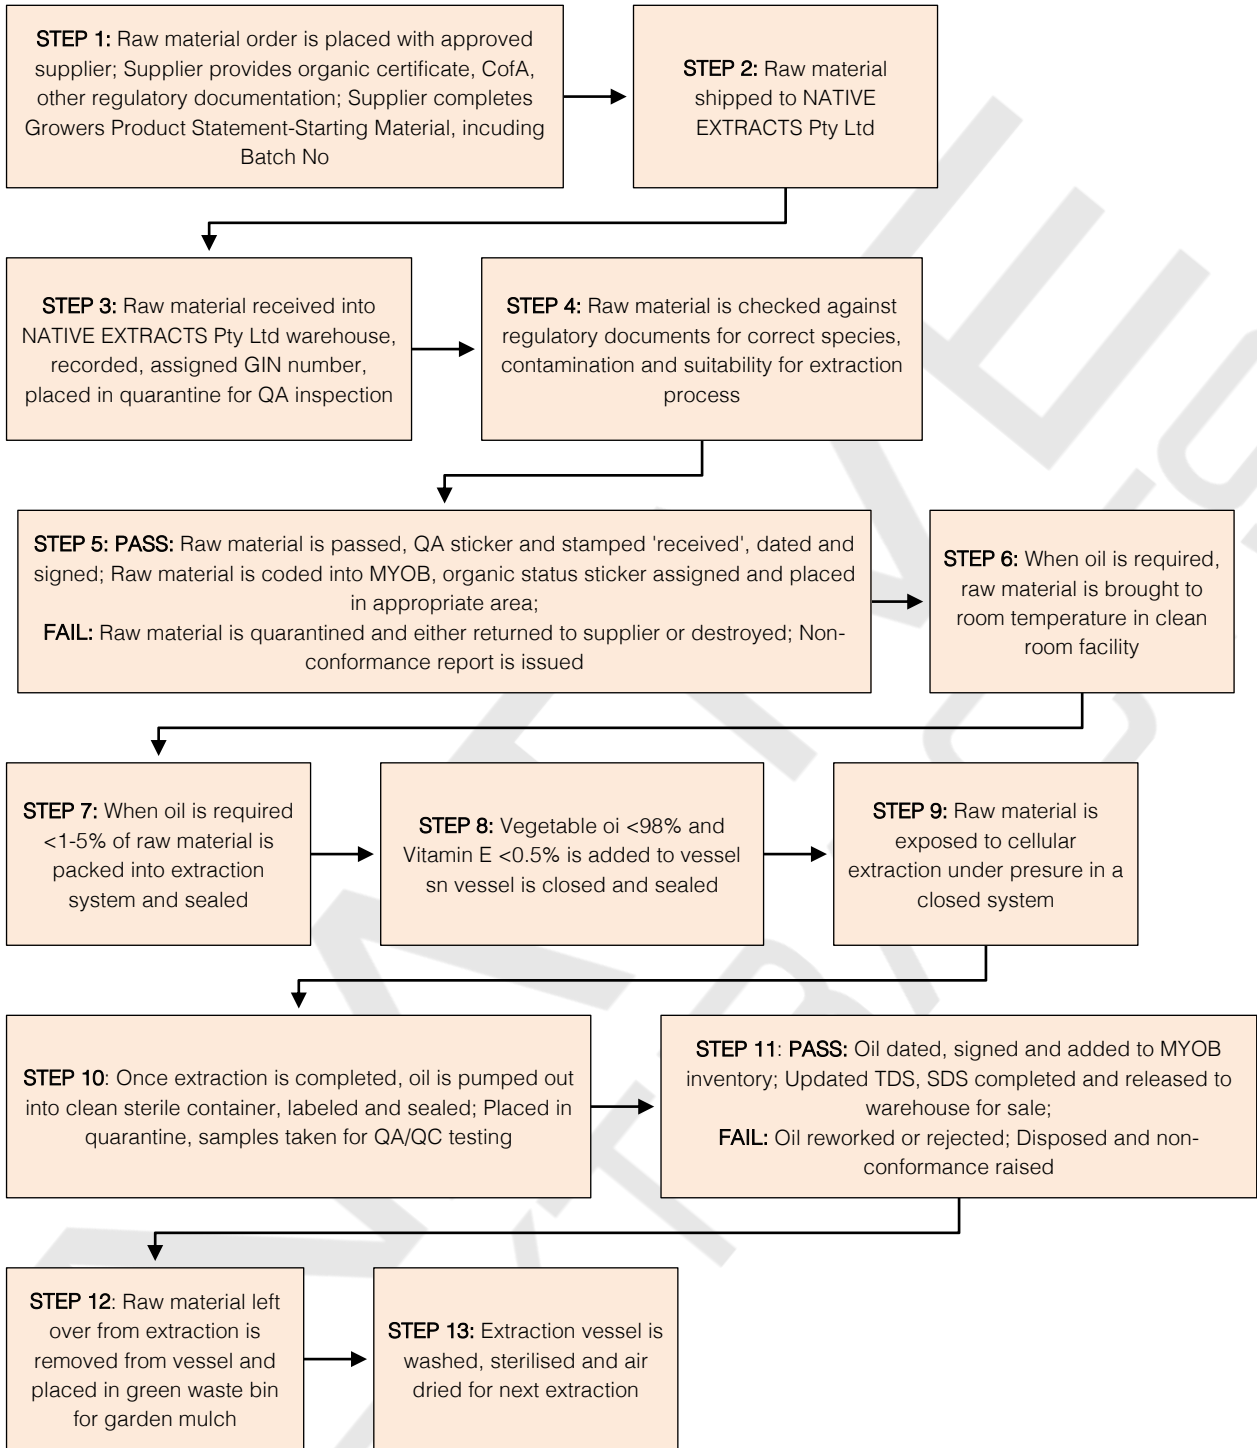 STEP 1: Raw material order is placed with approved
supplier; Supplier provides organic certificate, CofA,
other regulatory documentation; Supplier completes
Growers Product Statement-Starting Material, incuding
Batch No
STEP 2: Raw material
shipped to NATIVE
EXTRACTS Pty Ltd
STEP 3: Raw material received into
NATIVE EXTRACTS Pty Ltd warehouse,
recorded, assigned GIN number,
placed in quarantine for QA inspection
STEP 4: Raw material is checked against
regulatory documents for correct species,
contamination and suitability for extraction
process
STEP 5: PASS: Raw material is passed, QA sticker and stamped 'received', dated and
signed; Raw material is coded into MYOB, organic status sticker assigned and placed
in appropriate area;
FAIL: Raw material is quarantined and either returned to supplier or destroyed; Non-
conformance report is issued
STEP 6: When oil is required,
raw material is brought to
room temperature in clean
room facility
STEP 7: When oil is required
<1-5% of raw material is
packed into extraction
system and sealed
STEP 8: Vegetable oi <98% and
Vitamin E <0.5% is added to vessel
sn vessel is closed and sealed
STEP 9: Raw material is
exposed to cellular
extraction under presure in a
closed system
STEP 10: Once extraction is completed, oil is pumped out
into clean sterile container, labeled and sealed; Placed in
quarantine, samples taken for QA/QC testing
STEP 11: PASS: Oil dated, signed and added to MYOB
inventory; Updated TDS, SDS completed and released to
warehouse for sale;
FAIL: Oil reworked or rejected; Disposed and non-
conformance raised
STEP 12: Raw material left
over from extraction is
removed from vessel and
placed in green waste bin
for garden mulch
STEP 13: Extraction vessel is
washed, sterilised and air
dried for next extraction